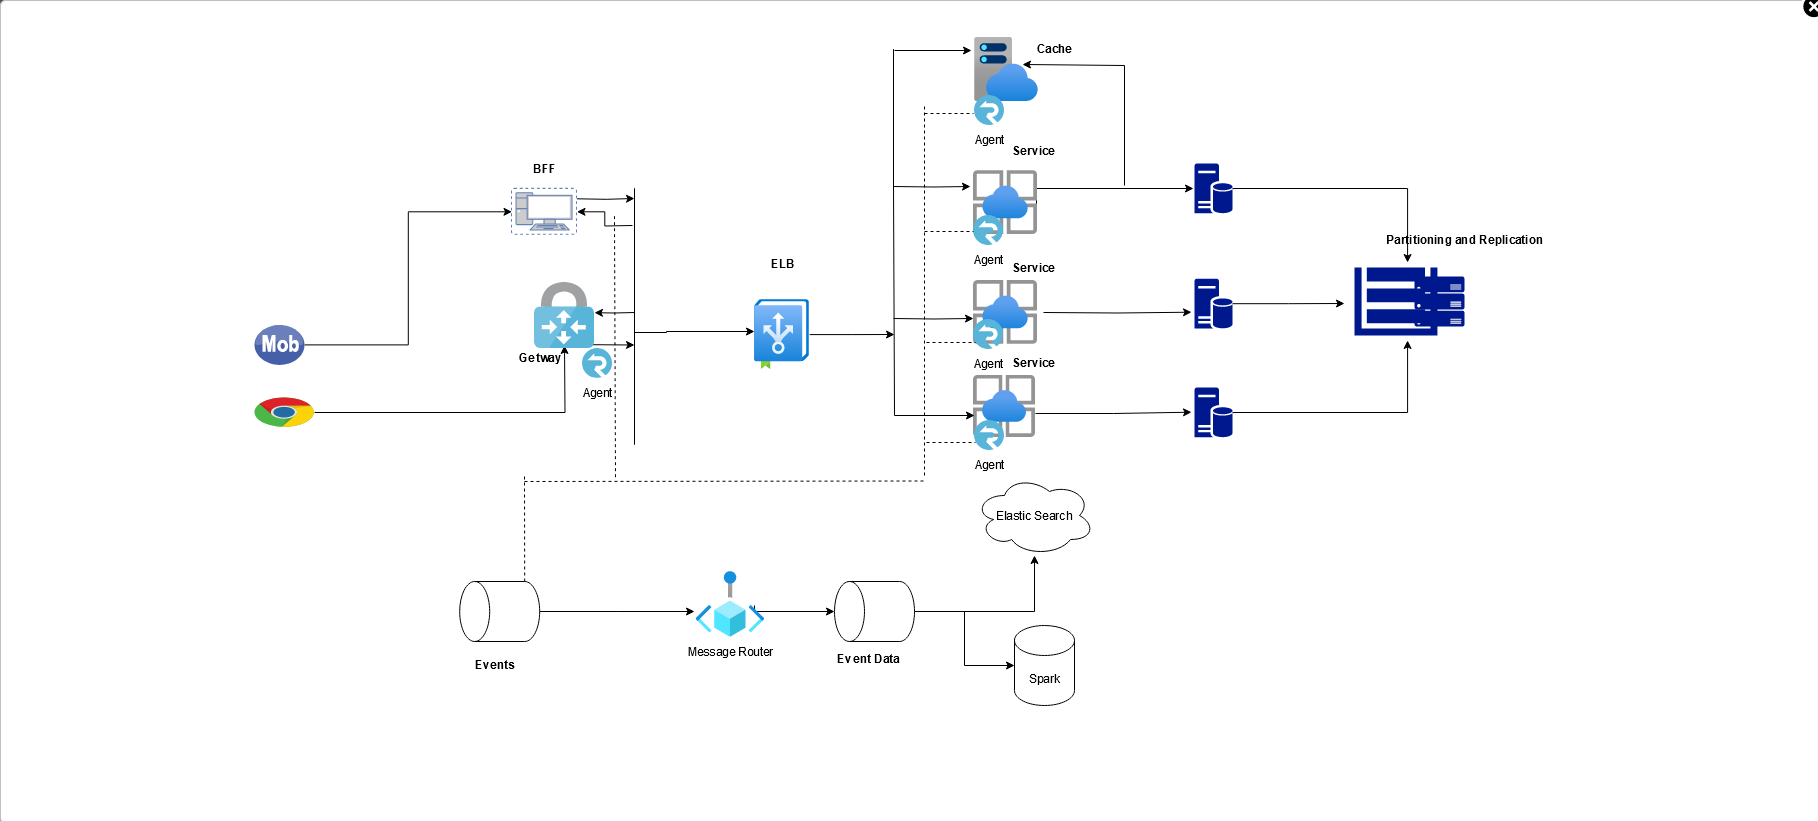 Cache
Agent
Service
BFF
Partitioning and Replication
Agent
Service
ELB
Mob
Getway
Agent
Service
Agent
Agent
Elastic Search
Message Router
Events
Event Data
Spark